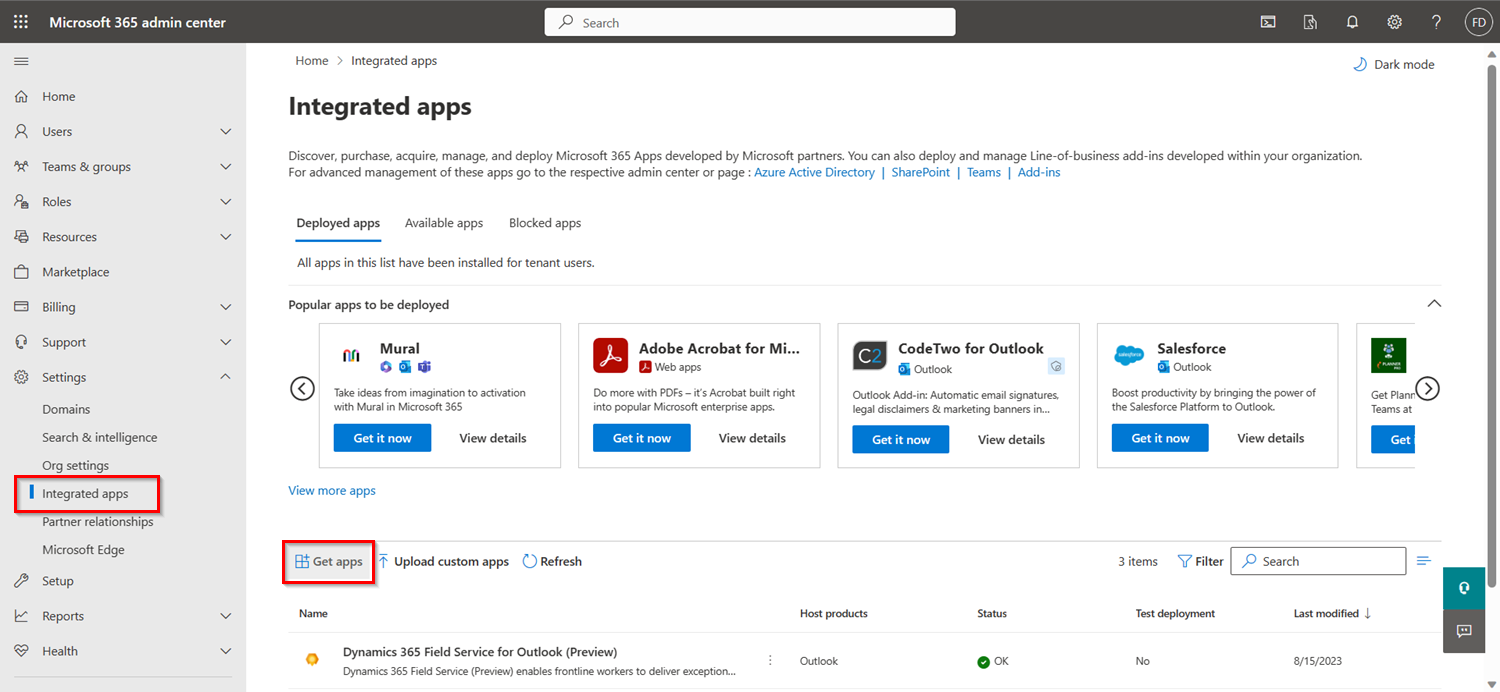 Microsoft 365 admin center
Search
FD
Home
Users
Teams & groups
Roles
Resources
Marketplace
Billing
Support
Settings
Domains
Search & intelligence
Org settings
Integrated apps
Partner relationships
Microsoft Edge
Setup
Reports
Health
Home > Integrated apps
Dark mode
Integrated apps
Discover, purchase, acquire, manage, and deploy Microsoft 365 Apps developed by Microsoft partners. You can also deploy and manage Line-of-business add-ins developed within your organization.
For advanced management of these apps go to the respective admin center or page : Azure Active Directory | SharePoint | Teams | Add-ins
Deployed apps Available apps Blocked apps
All apps in this list have been installed for tenant users.
Popular apps to be deployed
Mural
Take ideas from imagination to activation
with Mural in Microsoft 365
Get it now View details
Adobe Acrobat for Mi...
Web apps
Do more with PDFs – it's Acrobat built right
into popular Microsoft enterprise apps.
Get it now View details
C2
CodeTwo for Outlook
Outlook
Outlook Add-in: Automatic email signatures,
legal disclaimers & marketing banners in...
Get it now View details
salesforce
Salesforce
Outlook
Boost productivity by bringing the power of
the Salesforce Platform to Outlook.
Get it now View details
PLANNER
PRO
Get Plann
Teams at
Get
View more apps
Get apps Upload custom apps Refresh
3 items Filter Search
Name Host products Status Test deployment Last modified ↓
Dynamics 365 Field Service for Outlook (Preview)
Dynamics 365 Field Service (Preview) enables frontline workers to deliver exception...
Outlook OK No 8/15/2023